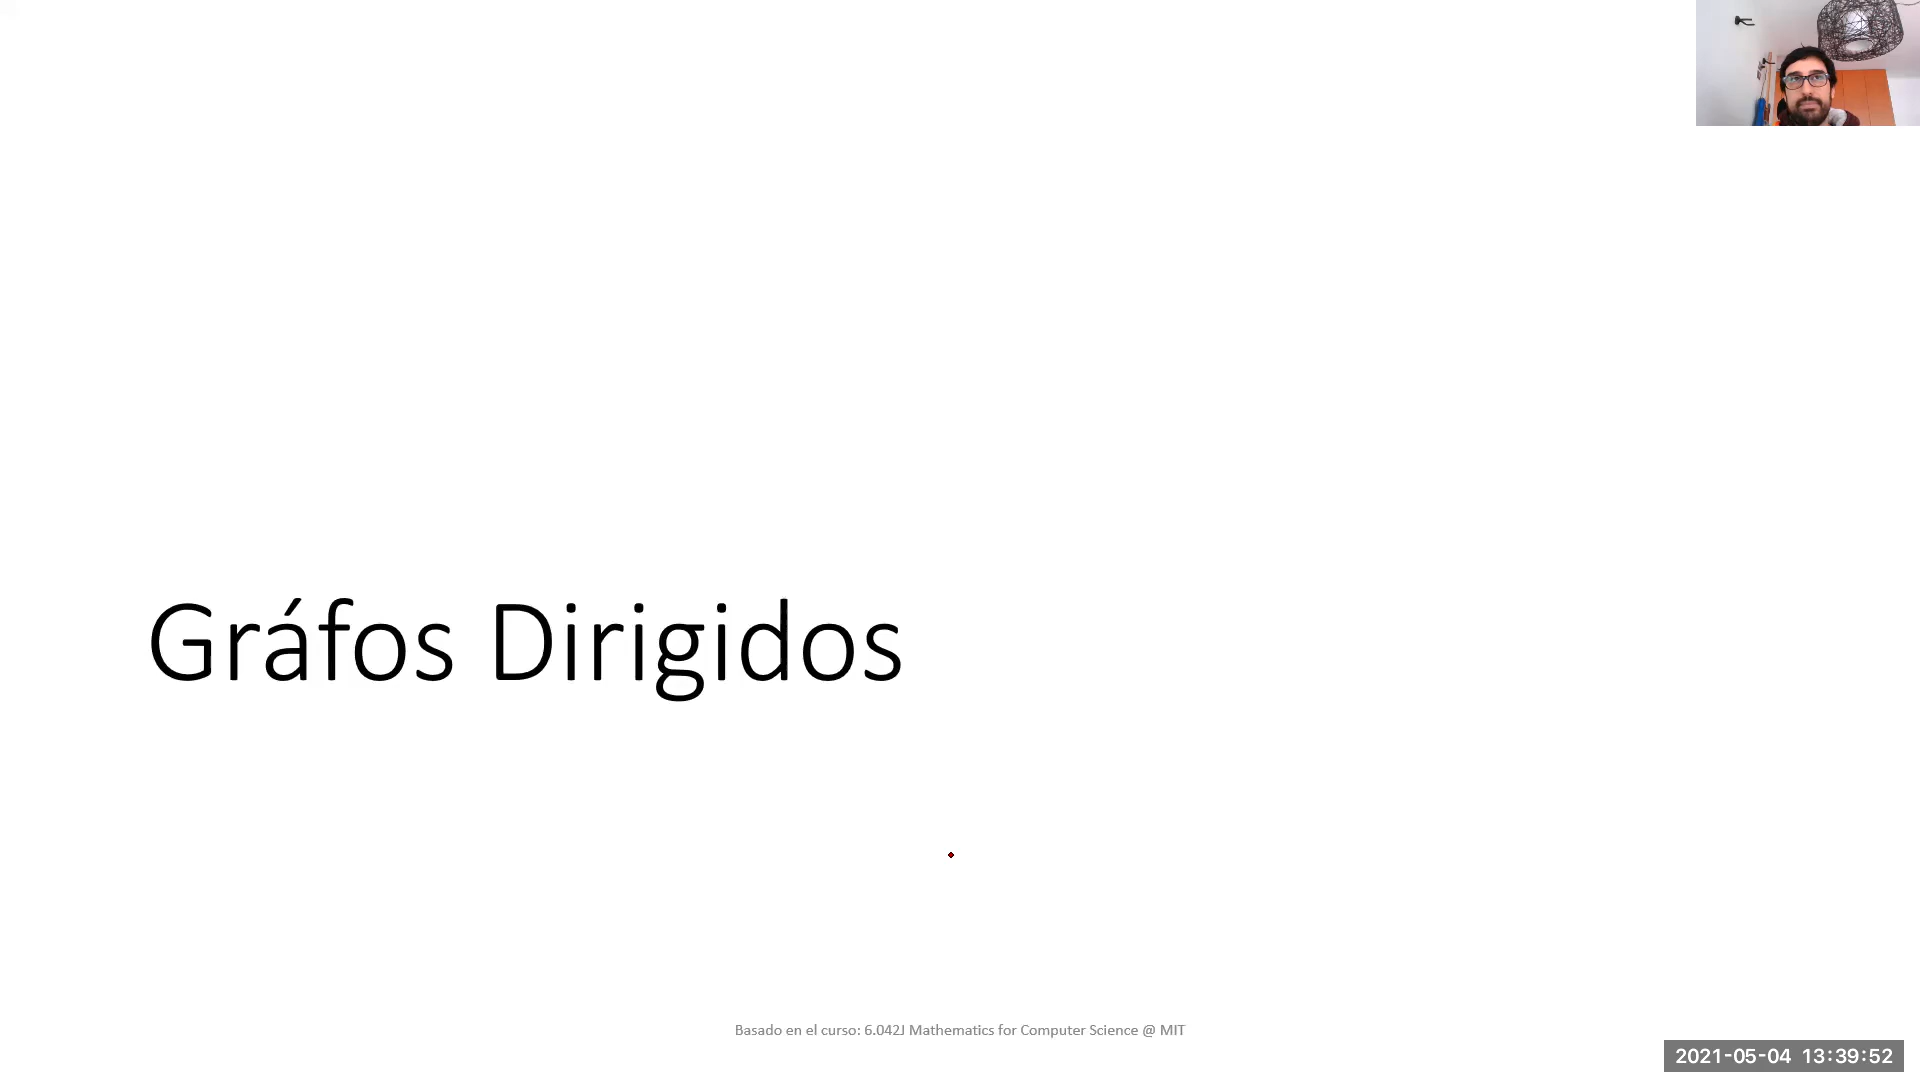 Gráfos Dirigidos
Basado en el curso: 6.042J Mathematics for Computer Science @ MIT
2021-05-04 13:39:52